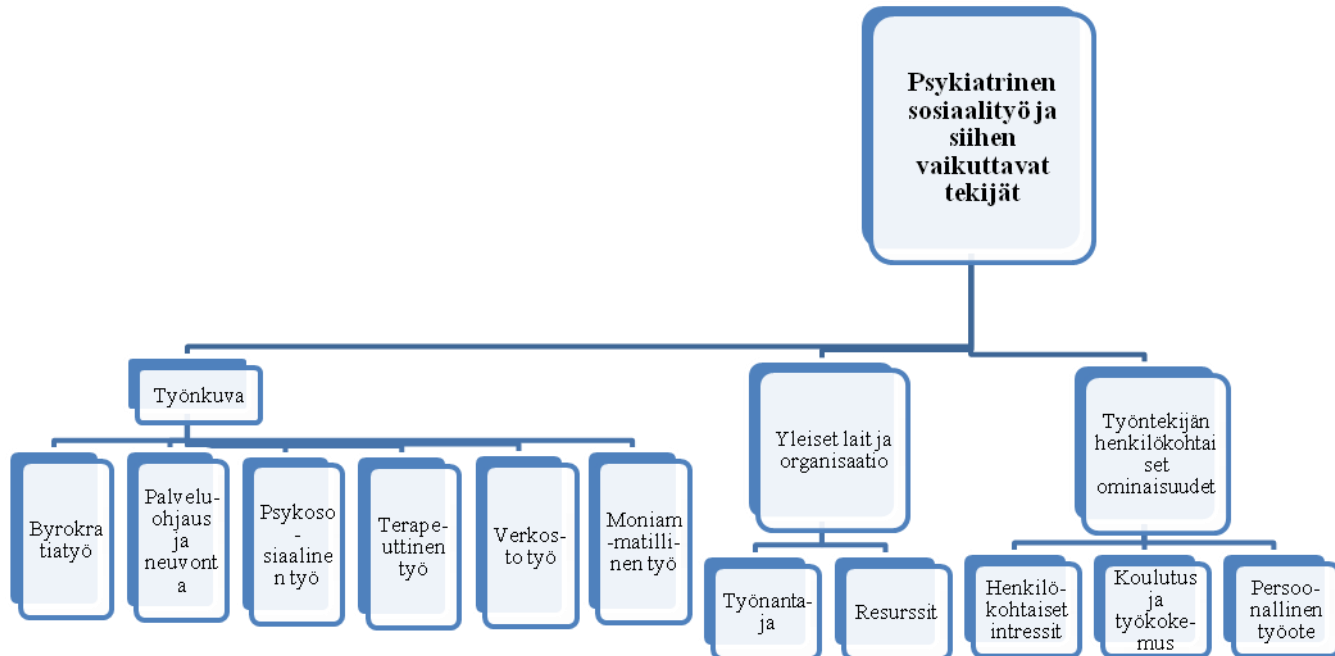 Psykiatrinen
sosiaalityö ja
siihen
vaikuttavat
tekijät
Työnkuva
Yleiset lait ja
organisaatio
Työntekijän
henkilökohtai
set
ominaisuudet
Byrokra
tiatyö
Palvelu-
ohjaus
ja
neuvont
a
Psykoso
-
siaaline
n työ
Terape-
uttinen
työ
Verkos-
to työ
Moniam
-matilli-
nen työ
Työnanta-
ja
Resurssit
Henkilö-
kohtaiset
intressit
Koulutus
ja
työkoke-
mus
Persoo-
nallinen
työote